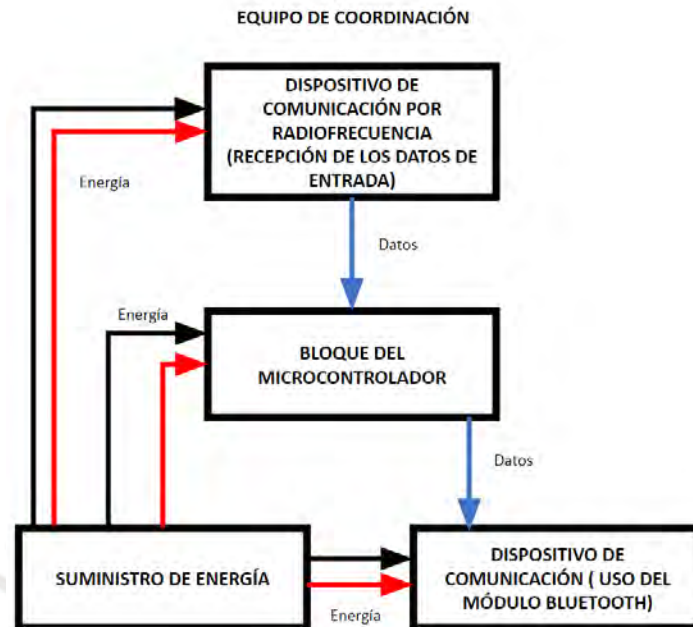 EQUIPO DE COORDINACIÓN
DISPOSITIVO DE
COMUNICACIÓN POR
RADIOFRECUENCIA
(RECEPCIÓN DE LOS DATOS DE
ENTRADA)
Energía
Datos
Energía
BLOQUE DEL
MICROCONTROLADOR
Datos
SUMINISTRO DE ENERGÍA
DISPOSITIVO DE
COMUNICACIÓN ( USO DEL
MÓDULO BLUETOOTH)
Energía